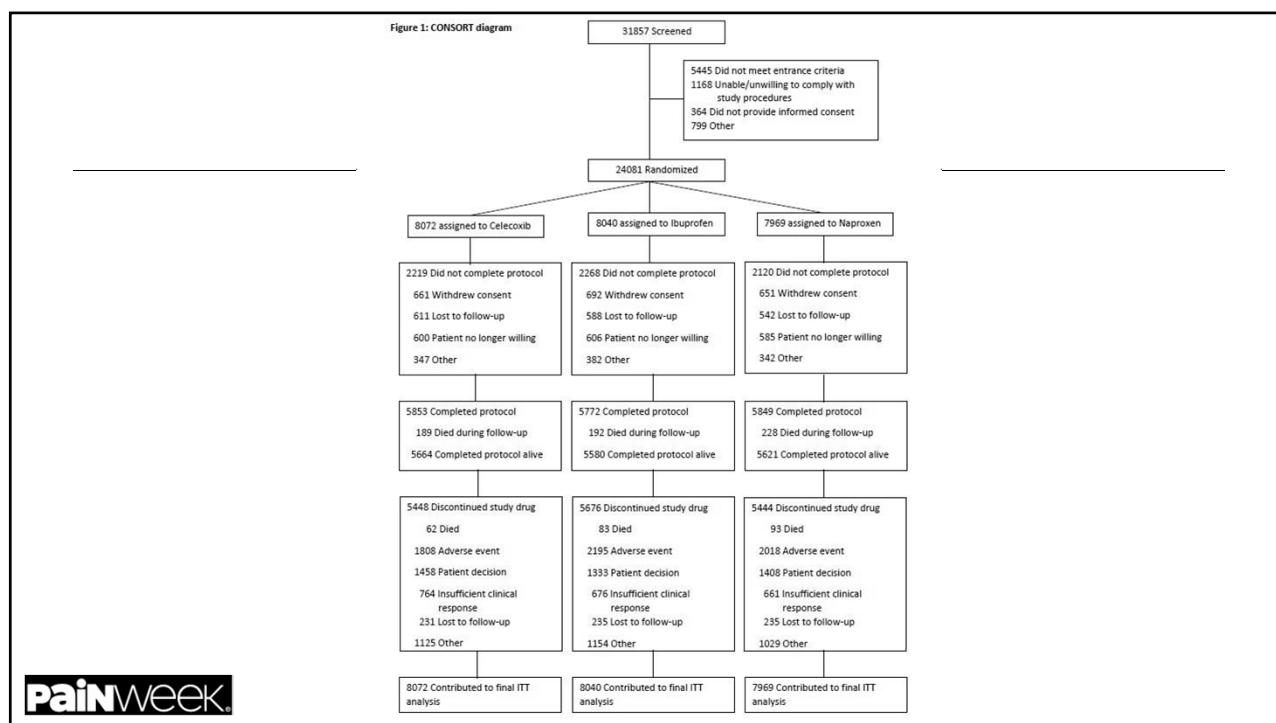 Figure 1: CONSORT diagram
31857 Screened
5445 Did not meet entrance criteria
1168 Unable/unwilling to comply with
study procedures
364 Did not provide informed consent
799 Other
24081 Randomized
8072 assigned to Celecoxib
8040 assigned to Ibuprofen
7969 assigned to Naproxen
2219 Did not complete protocol
661 Withdrew consent
611 Lost to follow-up
600 Patient no longer willing
347 Other
2268 Did not complete protocol
692 Withdrew consent
588 Lost to follow-up
606 Patient no longer willing
382 Other
2120 Did not complete protocol
651 Withdrew consent
542 Lost to follow-up
585 Patient no longer willing
342 Other
5853 Completed protocol
189 Died during follow-up
5664 Completed protocol alive
5772 Completed protocol
192 Died during follow-up
5580 Completed protocol alive
5849 Completed protocol
228 Died during follow-up
5621 Completed protocol alive
5448 Discontinued study drug
62 Died
1808 Adverse event
1458 Patient decision
764 Insufficient clinical
response
231 Lost to follow-up
1125 Other
5676 Discontinued study drug
83 Died
2195 Adverse event
1333 Patient decision
676 Insufficient clinical
response
235 Lost to follow-up
1154 Other
5444 Discontinued study drug
93 Died
2018 Adverse event
1408 Patient decision
661 Insufficient clinical
response
235 Lost to follow-up
1029 Other
8072 Contributed to final ITT
analysis
8040 Contributed to final ITT
analysis
7969 Contributed to final ITT
analysis
PaiNWEEK.